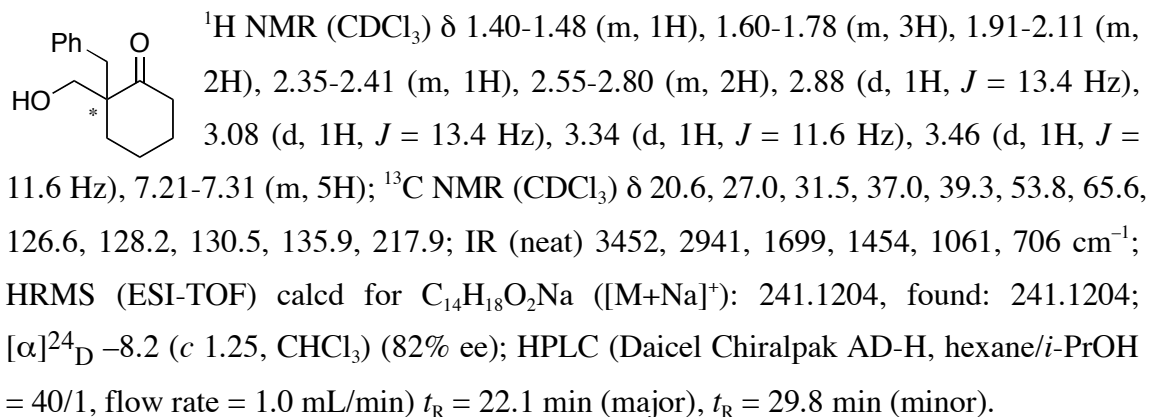 Ph
O
HO
*
¹H NMR (CDCl₃) δ 1.40-1.48 (m, 1H), 1.60-1.78 (m, 3H), 1.91-2.11 (m,
2H), 2.35-2.41 (m, 1H), 2.55-2.80 (m, 2H), 2.88 (d, 1H, J = 13.4 Hz),
3.08 (d, 1H, J = 13.4 Hz), 3.34 (d, 1H, J = 11.6 Hz), 3.46 (d, 1H, J =
11.6 Hz), 7.21-7.31 (m, 5H); ¹³C NMR (CDCl₃) δ 20.6, 27.0, 31.5, 37.0, 39.3, 53.8, 65.6,
126.6, 128.2, 130.5, 135.9, 217.9; IR (neat) 3452, 2941, 1699, 1454, 1061, 706 cm⁻¹;
HRMS (ESI-TOF) calcd for C₁₄H₁₈O₂Na ([M+Na]⁺): 241.1204, found: 241.1204;
[α]²⁴D –8.2 (c 1.25, CHCl₃) (82% ee); HPLC (Daicel Chiralpak AD-H, hexane/i-PrOH
= 40/1, flow rate = 1.0 mL/min) tR = 22.1 min (major), tR = 29.8 min (minor).